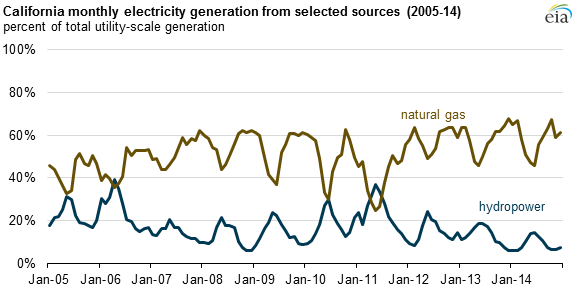 California monthly electricity generation from selected sources (2005-14)
percent of total utility-scale generation
eia
100%
80%
60%
40%
20%
0%
natural gas
hydropower
Jan-05 Jan-06 Jan-07 Jan-08 Jan-09 Jan-10 Jan-11 Jan-12 Jan-13 Jan-14